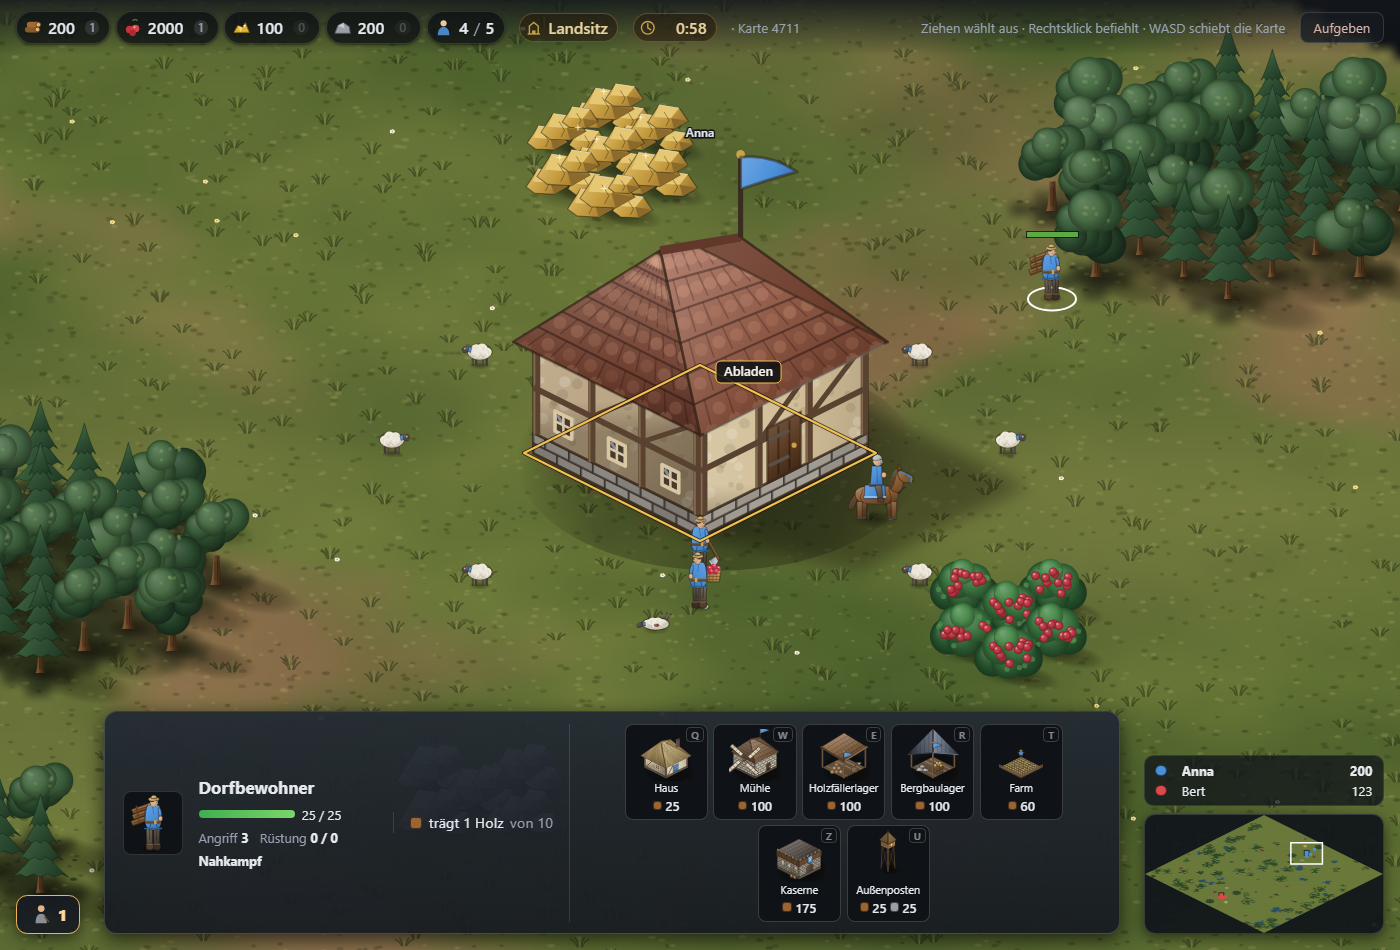 200 1 2000 1 100 0 200 0 4 / 5 Landsitz 0:58 · Karte 4711 Ziehen wählt aus · Rechtsklick befiehlt · WASD schiebt die Karte Aufgeben
Anna
Abladen
Dorfbewohner
25 / 25
Angriff 3 Rüstung 0 / 0
Nahkampf
trägt 1 Holz von 10
Q W E R T
Haus Mühle Holzfällerlager Bergbaulager Farm
25 100 100 100 60
Z U
Kaserne Außenposten
175 25 25
Anna 200
Bert 123
1